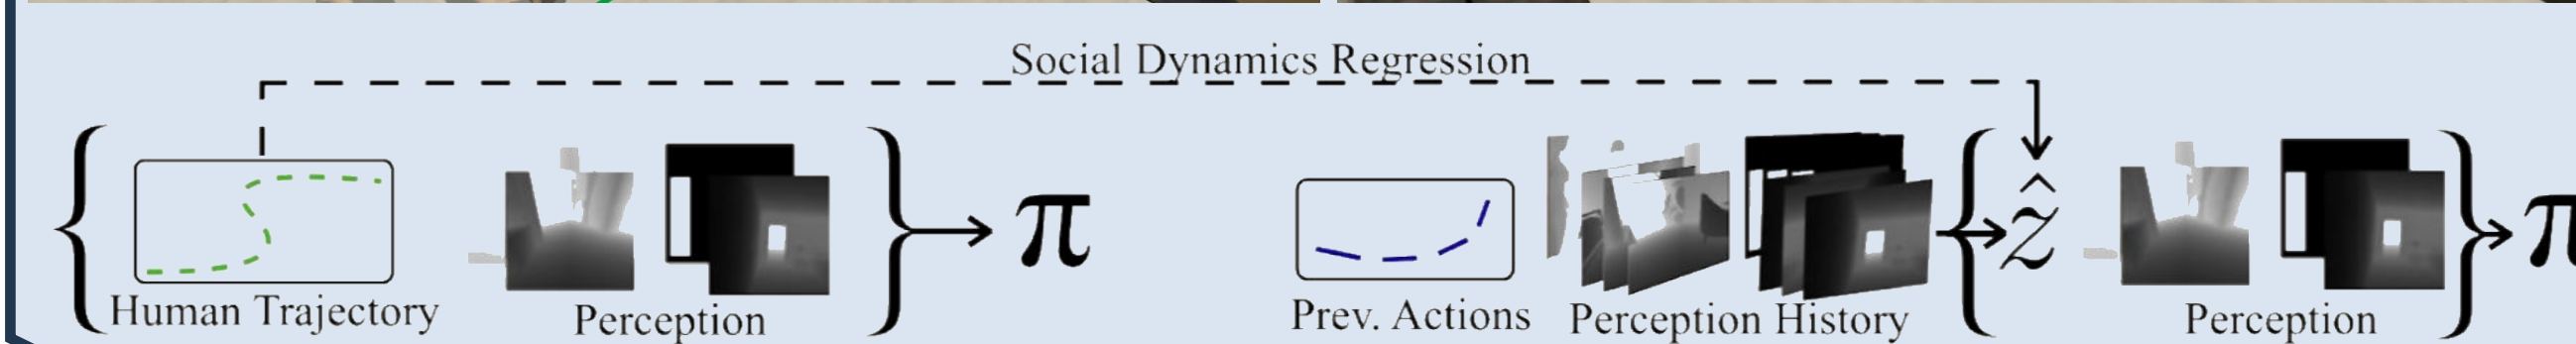 Social Dynamics Regression
π
ẑ
π
Human Trajectory
Perception
Prev. Actions
Perception History
Perception